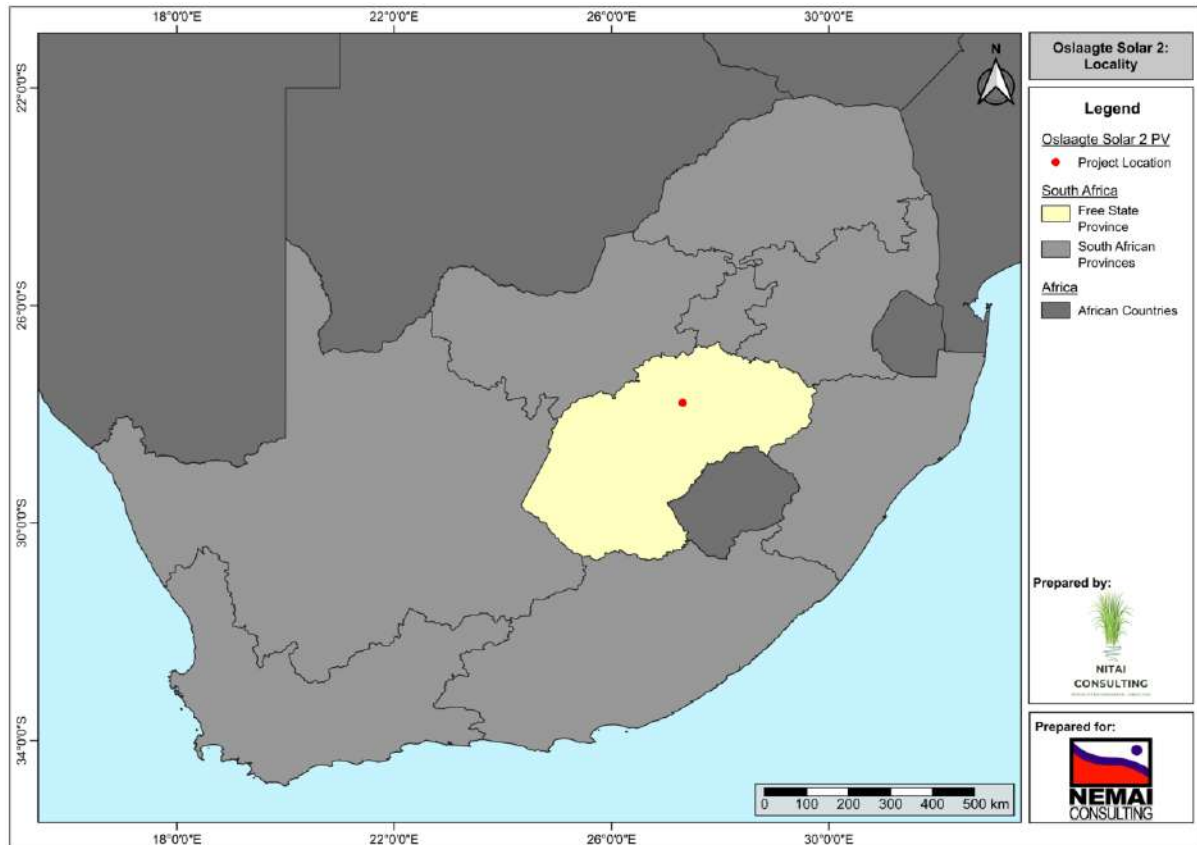 18°0'0"E 22°0'0"E 26°0'0"E 30°0'0"E
22°0'0"S
26°0'0"S
30°0'0"S
34°0'0"S
N
0 100 200 300 400 500 km
18°0'0"E 22°0'0"E 26°0'0"E 30°0'0"E
Oslaagte Solar 2:
Locality
Legend
Oslaagte Solar 2 PV
Project Location
South Africa
Free State
Province
South African
Provinces
Africa
African Countries
Prepared by:
NITAI
CONSULTING
Prepared for:
NEMAI
CONSULTING